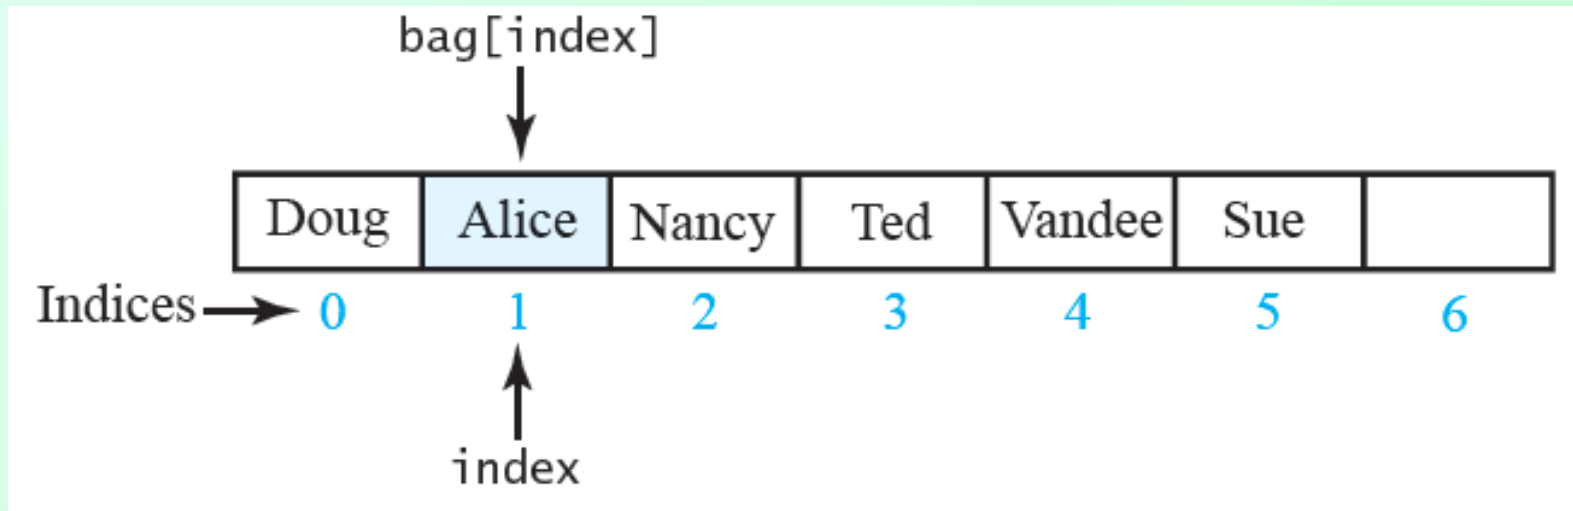 bag[index]
Doug Alice Nancy Ted Vandee Sue
Indices 0 1 2 3 4 5 6
index